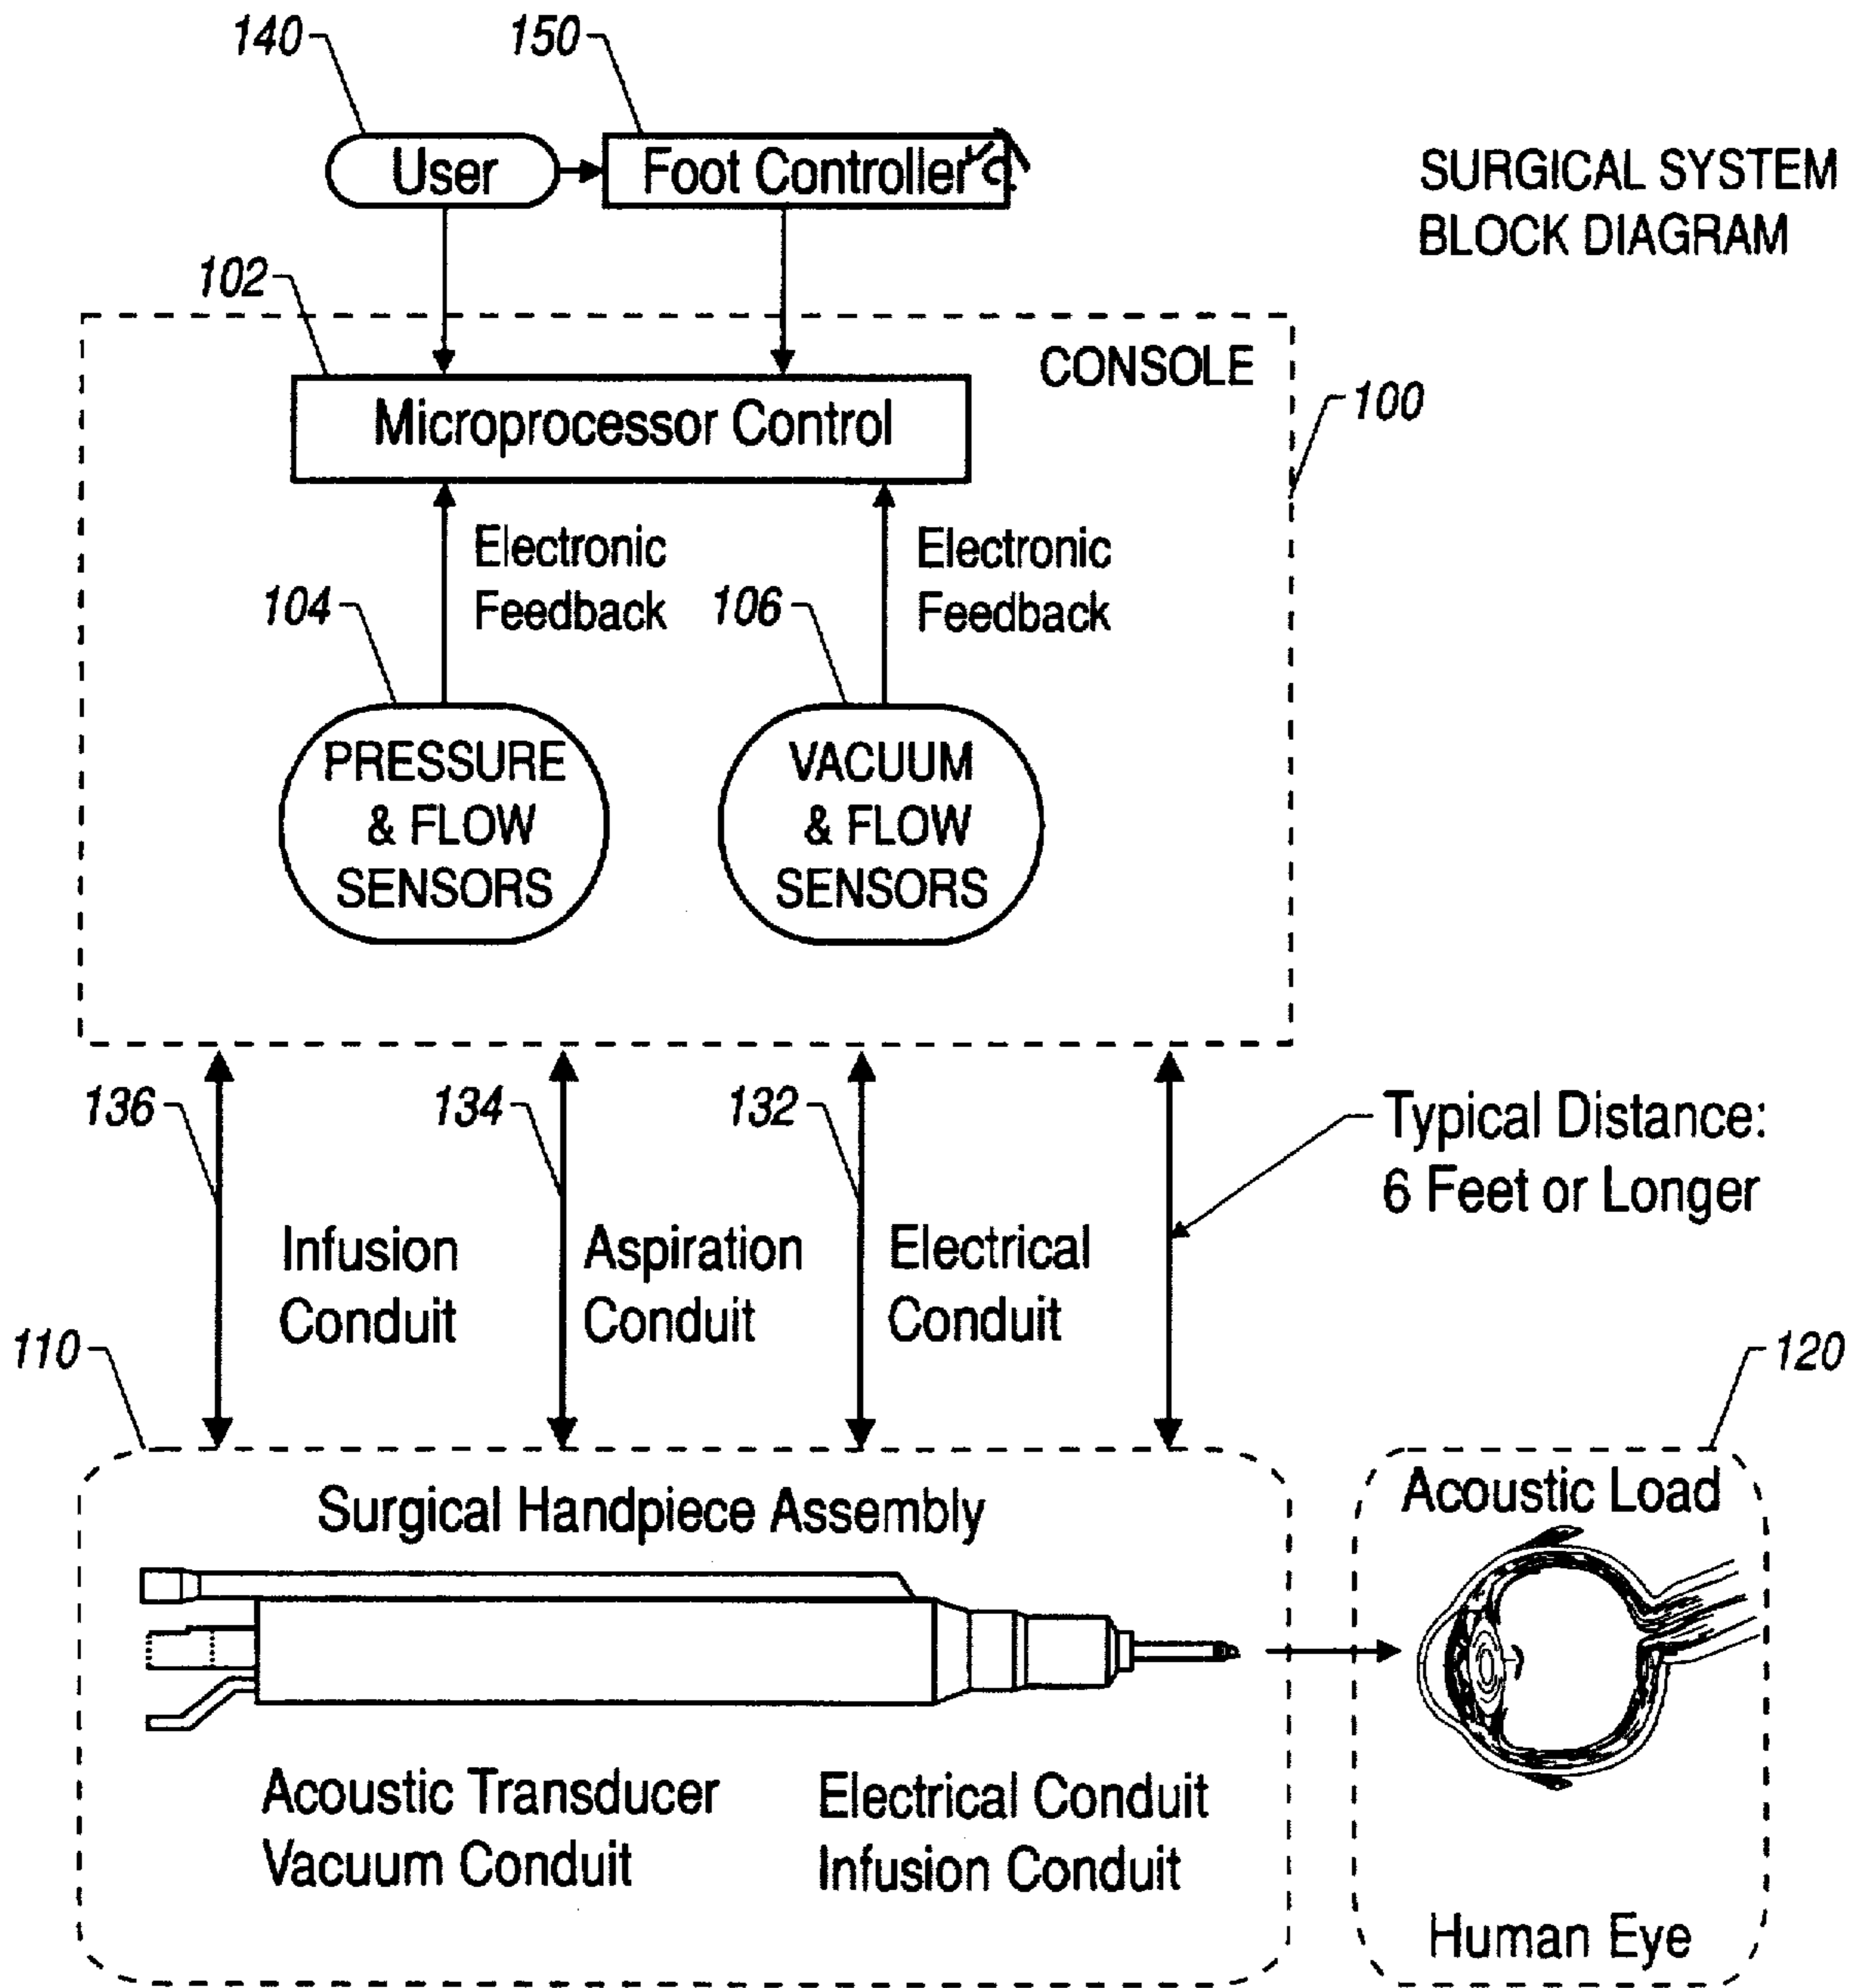 140
150
User
Foot Controller
SURGICAL SYSTEM
BLOCK DIAGRAM
102
CONSOLE
Microprocessor Control
100
Electronic
Feedback
Electronic
Feedback
104
106
PRESSURE
& FLOW
SENSORS
VACUUM
& FLOW
SENSORS
136
134
132
Typical Distance:
6 Feet or Longer
Infusion
Conduit
Aspiration
Conduit
Electrical
Conduit
110
120
Surgical Handpiece Assembly
Acoustic Load
Acoustic Transducer
Vacuum Conduit
Electrical Conduit
Infusion Conduit
Human Eye